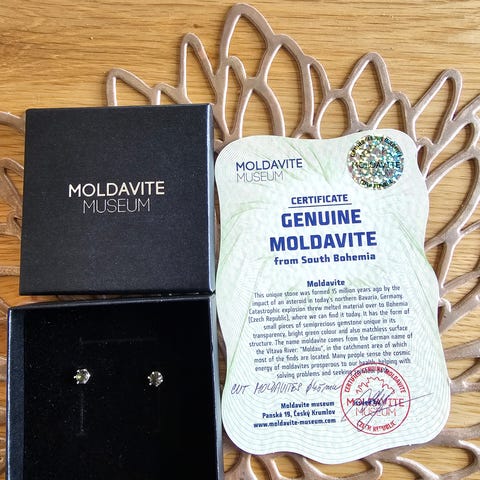 MOLDAVITE
MUSEUM
MOLDAVITE
MUSEUM
MOLDAVITE
CERTIFICATE
GENUINE
MOLDAVITE
from South Bohemia
Moldavite
This unique stone was formed 15 million years ago by the
impact of an asteroid in today's northern Bavaria, Germany.
Catastrophic explosion threw melted material over to Bohemia
(Czech Republic), where we can find it today. It has the form of
small pieces of semiprecious gemstone unique in its
transparency, bright green colour and also matchless surface
structure. The name moldavite comes from the German name of
the Vltava River: "Moldau", in the catchment area of which
most of the finds are located. Many people sense the cosmic
energy of moldavites prosperous to our health, helping with
solving problems and seeking
CUT MOLDAVITES
Moldavite museum
Panská 19, Český Krumlov
www.moldavite-museum.com
MOLDAVITE
MUSEUM
CZECH REPUBLIC